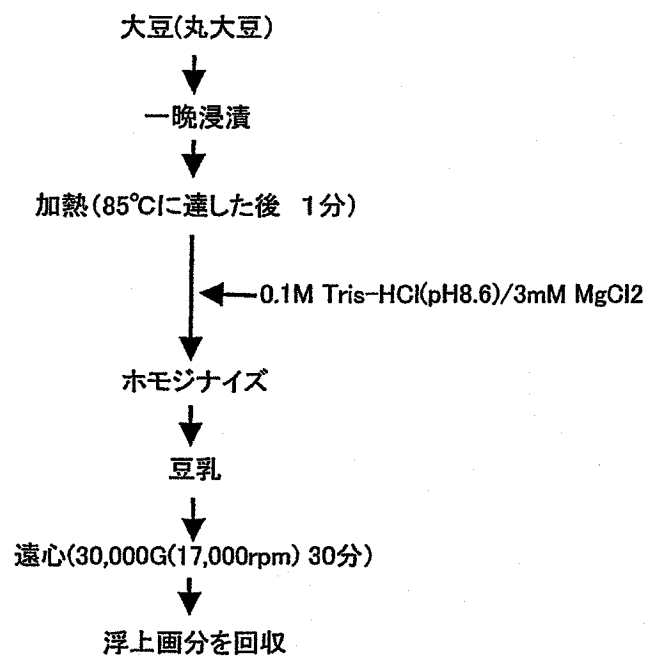 大豆(丸大豆)
一晩浸漬
加熱(85℃に達した後 1分)
0.1M Tris-HCl(pH8.6)/3mM MgCl2
ホモジナイズ
豆乳
遠心(30,000G(17,000rpm) 30分)
浮上画分を回収